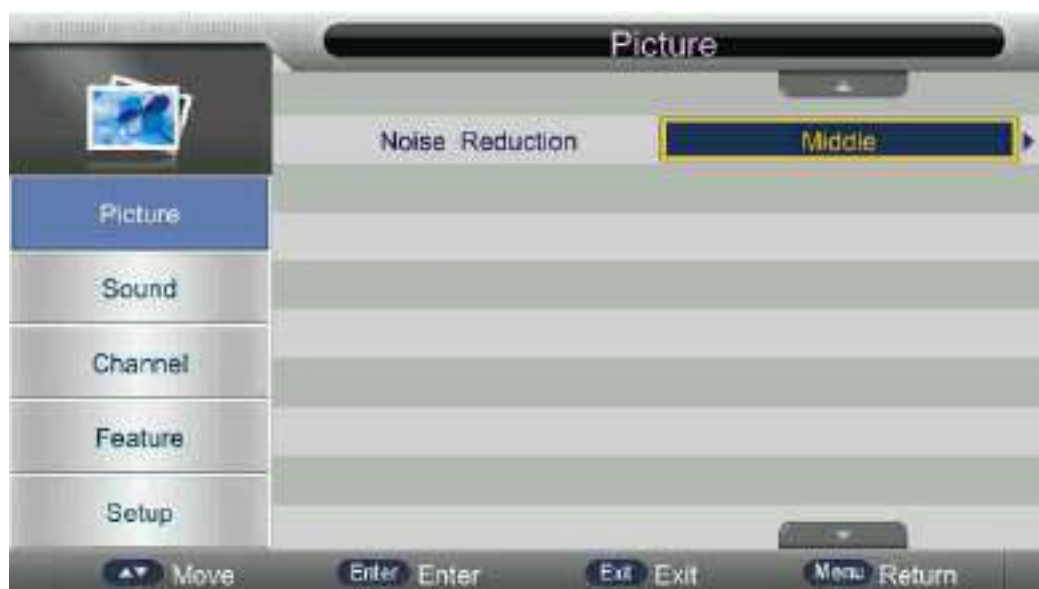 Picture
Noise Reduction Middle
Picture
Sound
Channel
Feature
Setup
Move Enter Enter Exit Exit Menu Return